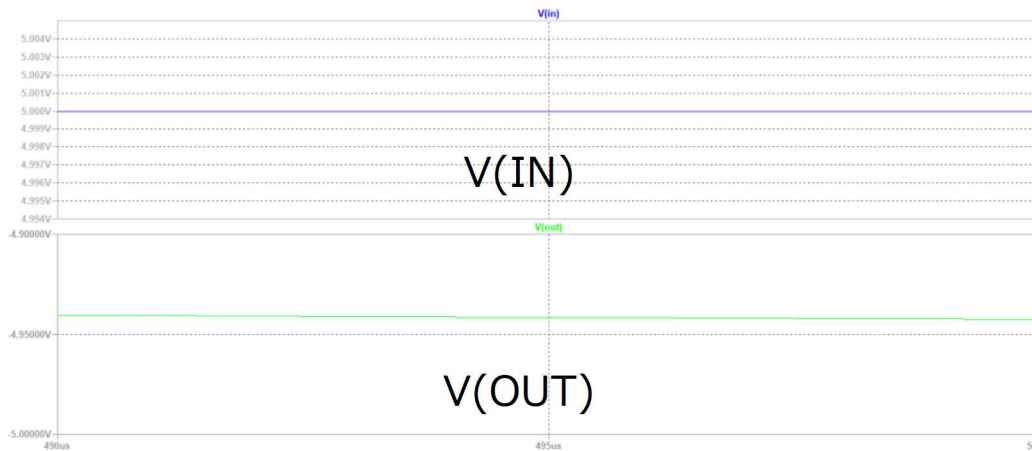 V(in)
5.004V
5.003V
5.002V
5.001V
5.000V
4.999V
4.998V
4.997V
4.996V
4.995V
4.994V
V(IN)
V(out)
-4.90000V
-4.95000V
V(OUT)
-5.00000V
490us 495us 5